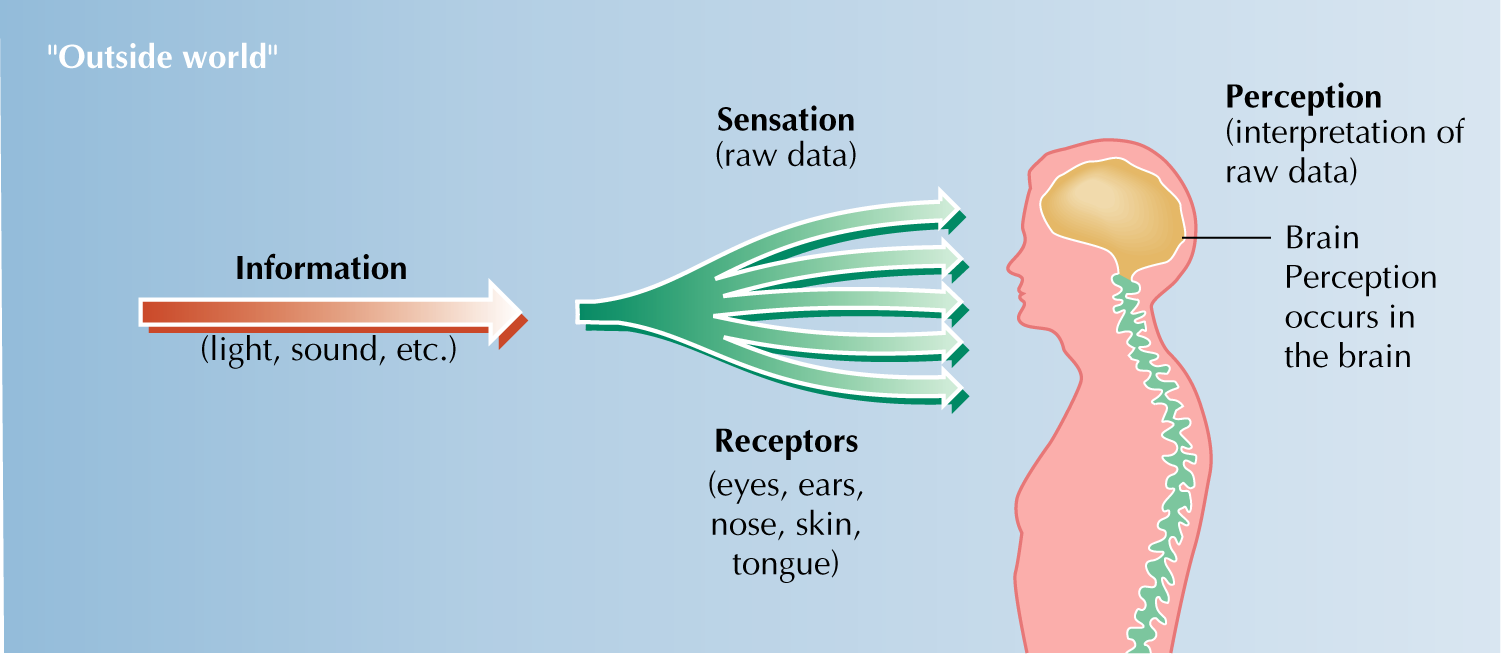 "Outside world"
Information
(light, sound, etc.)
Sensation
(raw data)
Receptors
(eyes, ears,
nose, skin,
tongue)
Perception
(interpretation of
raw data)
Brain
Perception
occurs in
the brain